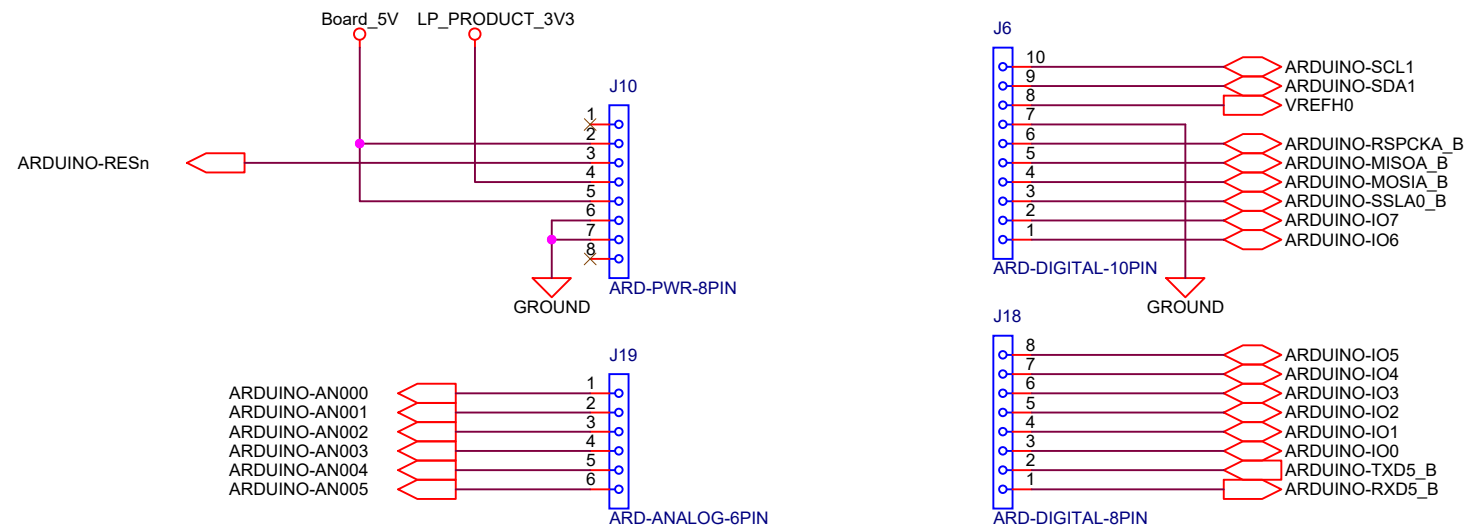 Board_5V LP_PRODUCT_3V3
J10
1
2
ARDUINO-RESn 3
4
5
6
7
8
GROUND
ARD-PWR-8PIN
J19
ARDUINO-AN000 1
ARDUINO-AN001 2
ARDUINO-AN002 3
ARDUINO-AN003 4
ARDUINO-AN004 5
ARDUINO-AN005 6
ARD-ANALOG-6PIN
J6
10 ARDUINO-SCL1
9 ARDUINO-SDA1
8 VREFH0
7
6 ARDUINO-RSPCKA_B
5 ARDUINO-MISOA_B
4 ARDUINO-MOSIA_B
3 ARDUINO-SSLA0_B
2 ARDUINO-IO7
1 ARDUINO-IO6
ARD-DIGITAL-10PIN
GROUND
J18
8 ARDUINO-IO5
7 ARDUINO-IO4
6 ARDUINO-IO3
5 ARDUINO-IO2
4 ARDUINO-IO1
3 ARDUINO-IO0
2 ARDUINO-TXD5_B
1 ARDUINO-RXD5_B
ARD-DIGITAL-8PIN